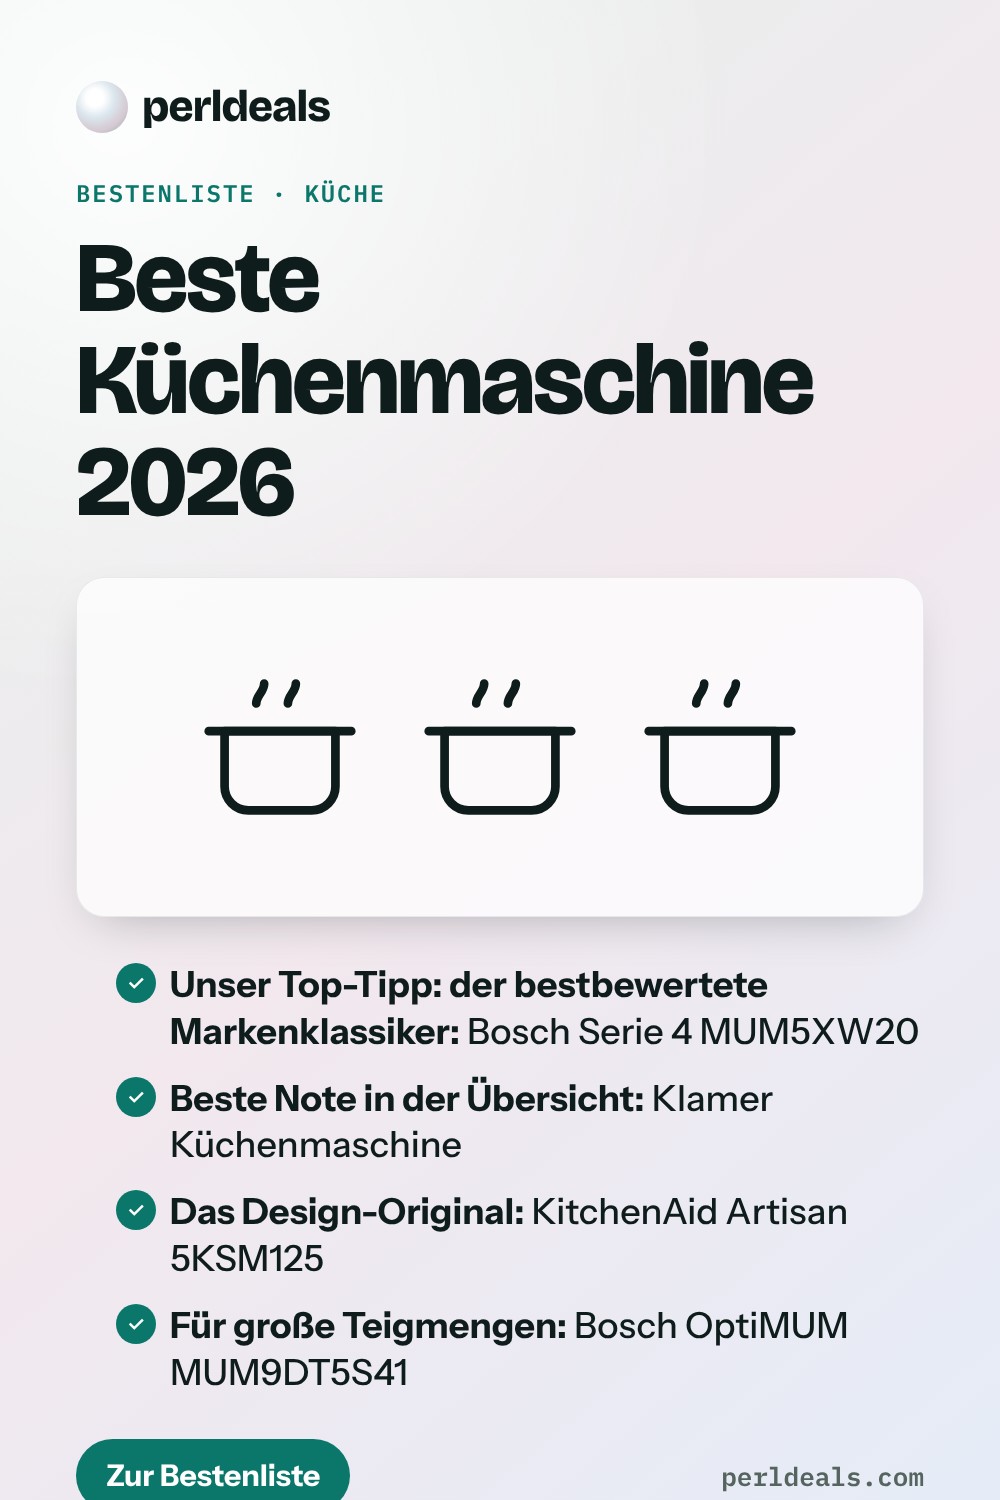 perldeals
BESTENLISTE · KÜCHE
Beste
Küchenmaschine
2026
Unser Top-Tipp: der bestbewertete
Markenklassiker: Bosch Serie 4 MUM5XW20
Beste Note in der Übersicht: Klamer
Küchenmaschine
Das Design-Original: KitchenAid Artisan
5KSM125
Für große Teigmengen: Bosch OptiMUM
MUM9DT5S41
Zur Bestenliste
perldeals.com